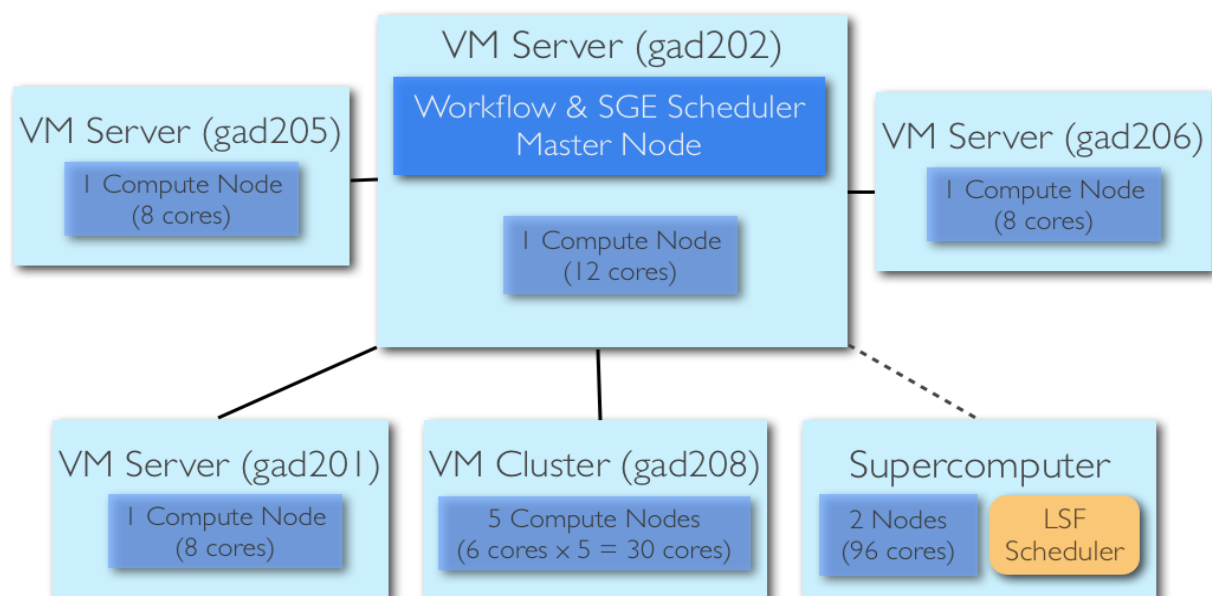 VM Server (gad202)
Workflow & SGE Scheduler
Master Node
1 Compute Node
(12 cores)
VM Server (gad205)
1 Compute Node
(8 cores)
VM Server (gad206)
1 Compute Node
(8 cores)
VM Server (gad201)
1 Compute Node
(8 cores)
VM Cluster (gad208)
5 Compute Nodes
(6 cores x 5 = 30 cores)
Supercomputer
2 Nodes
(96 cores)
LSF
Scheduler